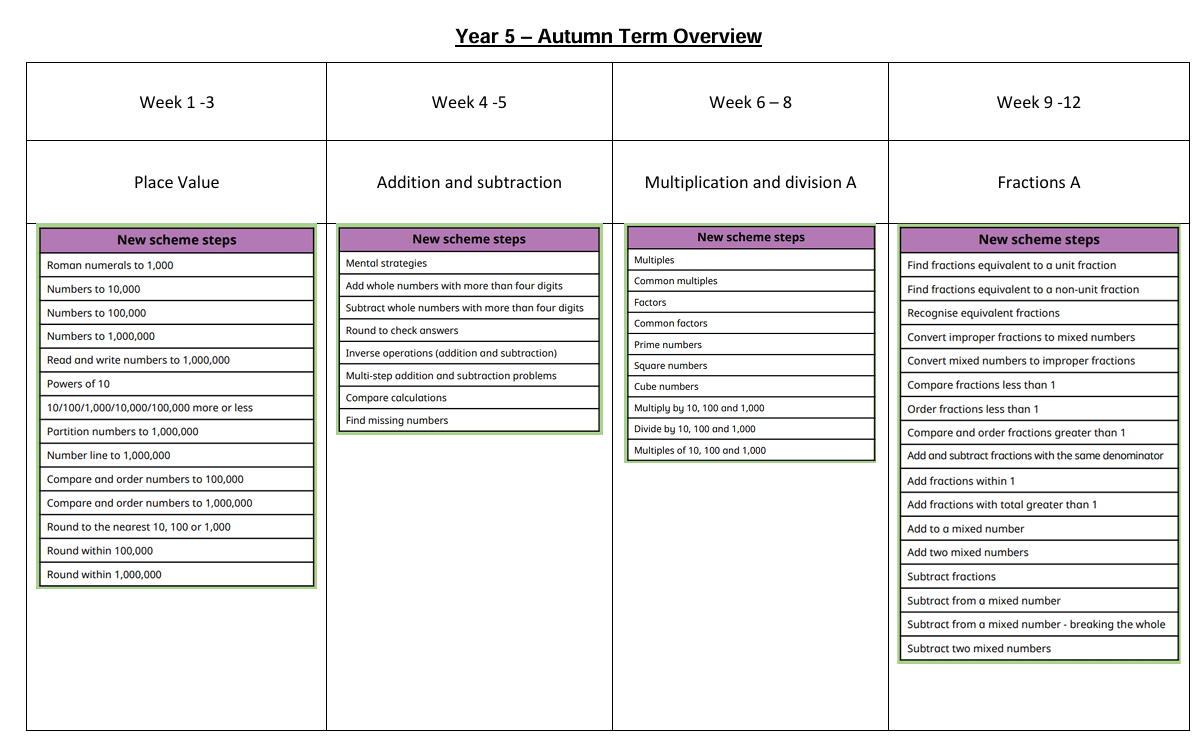 Year 5 – Autumn Term Overview
Week 1 -3
Week 4 -5
Week 6 – 8
Week 9 -12
Place Value
Addition and subtraction
Multiplication and division A
Fractions A
New scheme steps
Roman numerals to 1,000
Numbers to 10,000
Numbers to 100,000
Numbers to 1,000,000
Read and write numbers to 1,000,000
Powers of 10
10/100/1,000/10,000/100,000 more or less
Partition numbers to 1,000,000
Number line to 1,000,000
Compare and order numbers to 100,000
Compare and order numbers to 1,000,000
Round to the nearest 10, 100 or 1,000
Round within 100,000
Round within 1,000,000
New scheme steps
Mental strategies
Add whole numbers with more than four digits
Subtract whole numbers with more than four digits
Round to check answers
Inverse operations (addition and subtraction)
Multi-step addition and subtraction problems
Compare calculations
Find missing numbers
New scheme steps
Multiples
Common multiples
Factors
Common factors
Prime numbers
Square numbers
Cube numbers
Multiply by 10, 100 and 1,000
Divide by 10, 100 and 1,000
Multiples of 10, 100 and 1,000
New scheme steps
Find fractions equivalent to a unit fraction
Find fractions equivalent to a non-unit fraction
Recognise equivalent fractions
Convert improper fractions to mixed numbers
Convert mixed numbers to improper fractions
Compare fractions less than 1
Order fractions less than 1
Compare and order fractions greater than 1
Add and subtract fractions with the same denominator
Add fractions within 1
Add fractions with total greater than 1
Add to a mixed number
Add two mixed numbers
Subtract fractions
Subtract from a mixed number
Subtract from a mixed number - breaking the whole
Subtract two mixed numbers